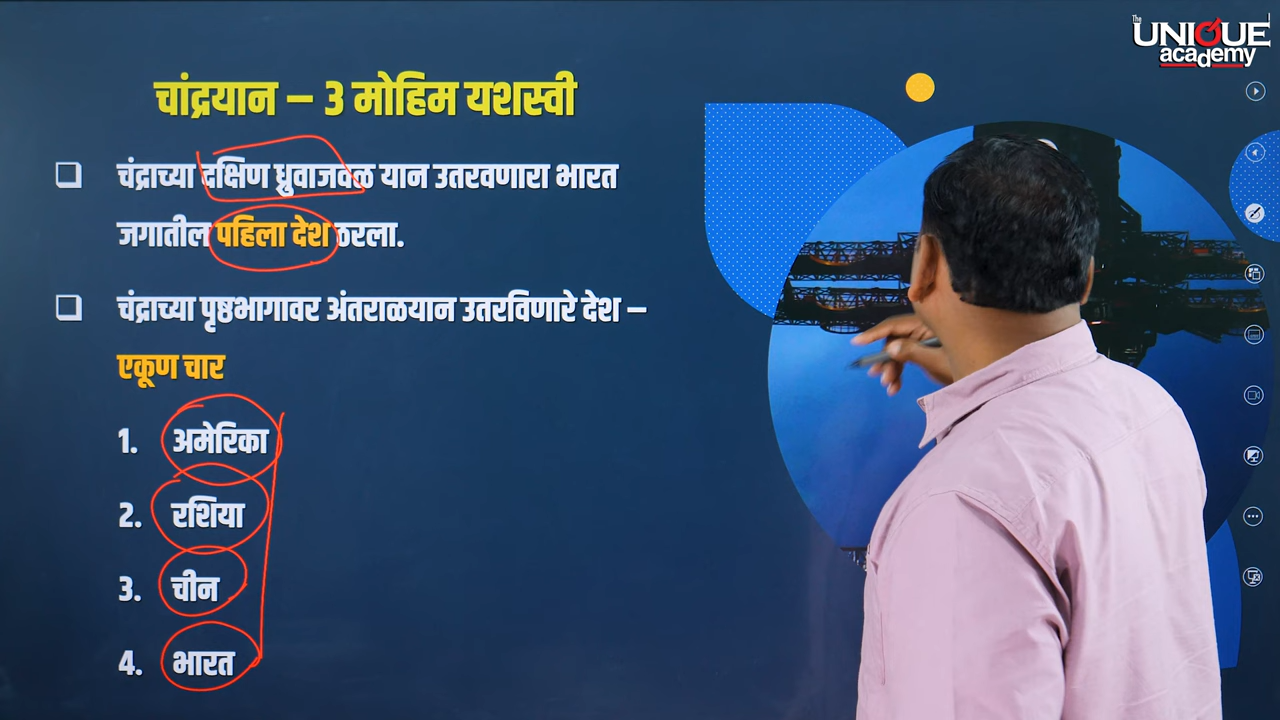 The
UNIQUE
academy
चांद्रयान – 3 मोहिम यशस्वी
चंद्राच्या दक्षिण ध्रुवाजवळ यान उतरवणारा भारत
जगातील पहिला देश ठरला.
चंद्राच्या पृष्ठभागावर अंतराळयान उतरविणारे देश –
एकूण चार
1. अमेरिका
2. रशिया
3. चीन
4. भारत